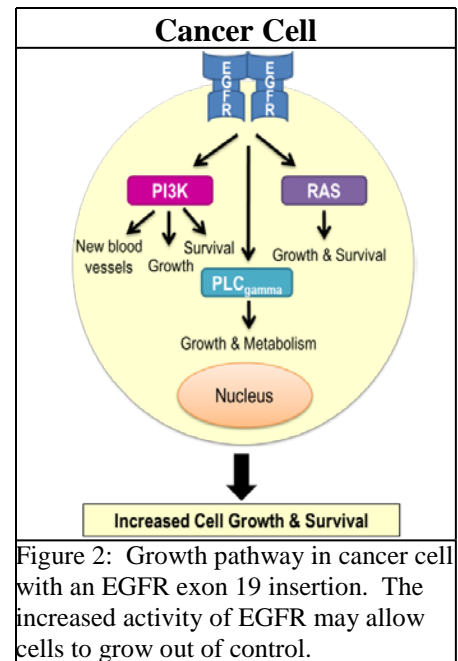 Cancer Cell
EGFR EGFR
PI3K
RAS
New blood
vessels
Growth
Survival
Growth & Survival
PLCgamma
Growth & Metabolism
Nucleus
Increased Cell Growth & Survival
Figure 2:  Growth pathway in cancer cell
with an EGFR exon 19 insertion.  The
increased activity of EGFR may allow
cells to grow out of control.